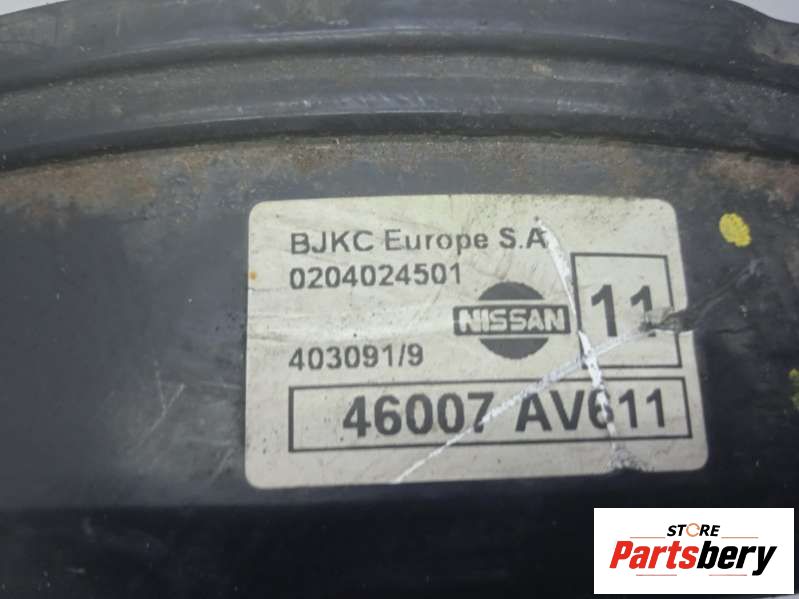 BJKC Europe S.A
0204024501
NISSAN
11
403091/9
46007 AV611
STORE
Partsbery